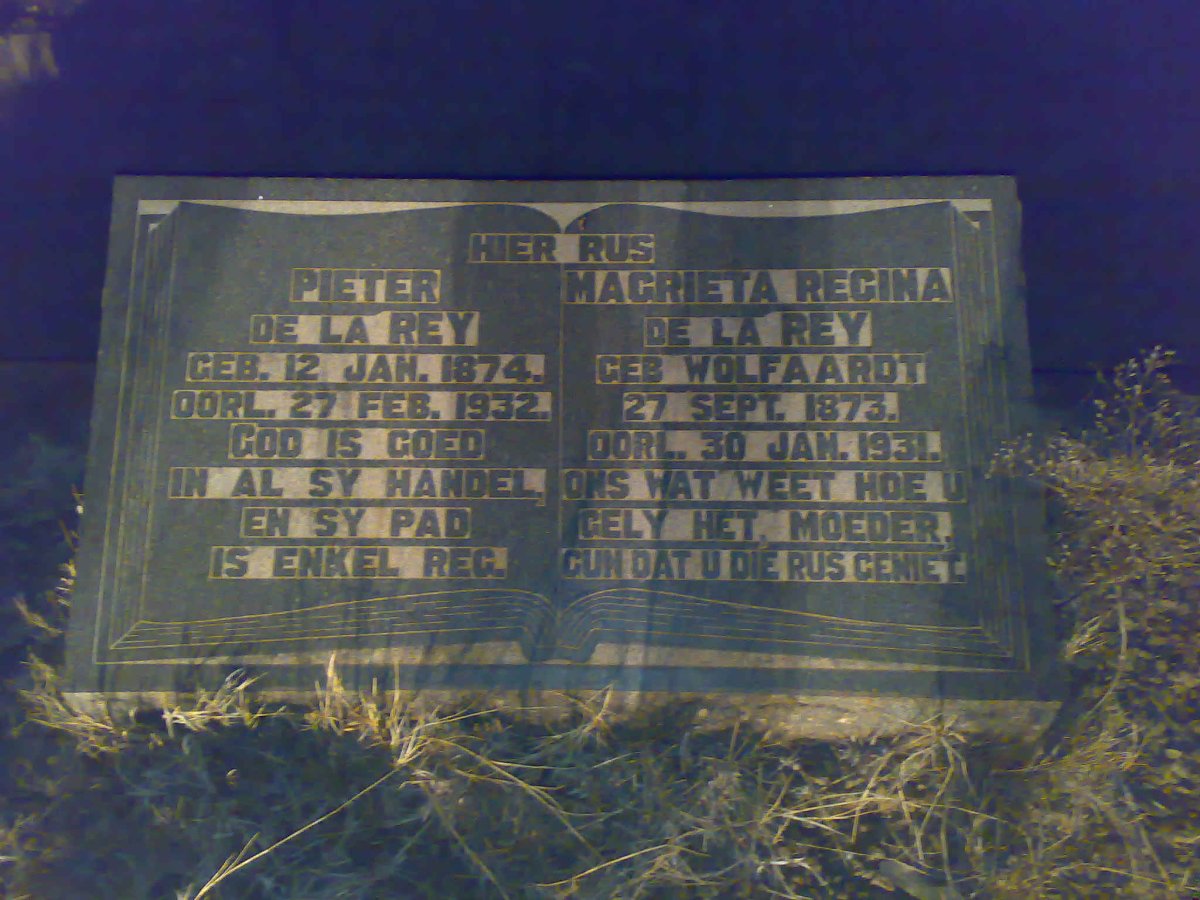 HIER RUS
PIETER
DE LA REY
GEB. 12 JAN. 1874.
OORL. 27 FEB. 1932.
GOD IS GOED
IN AL SY HANDEL,
EN SY PAD
IS ENKEL REG.
MAGRIETA REGINA
DE LA REY
GEB WOLFAARDT
27 SEPT. 1873.
OORL. 30 JAN. 1931.
ONS WAT WEET HOE U
GELY HET, MOEDER,
GUN DAT U DIE RUS GENIET.